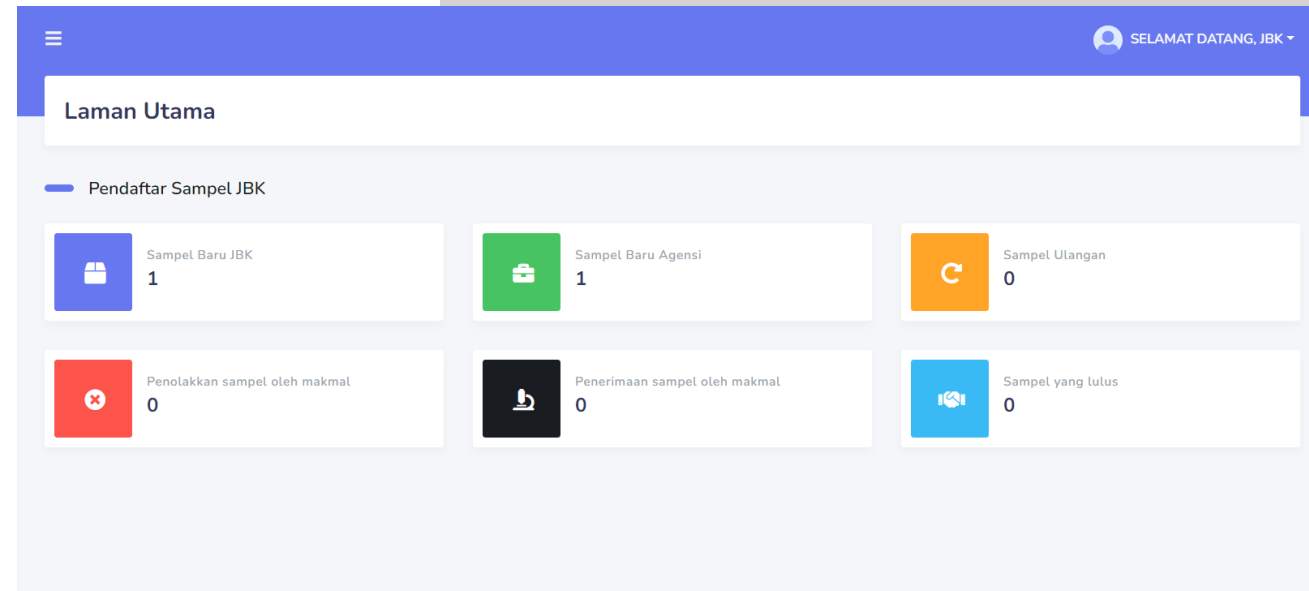 SELAMAT DATANG, JBK
Laman Utama
Pendaftar Sampel JBK
Sampel Baru JBK
1
Sampel Baru Agensi
1
Sampel Ulangan
0
Penolakkan sampel oleh makmal
0
Penerimaan sampel oleh makmal
0
Sampel yang lulus
0